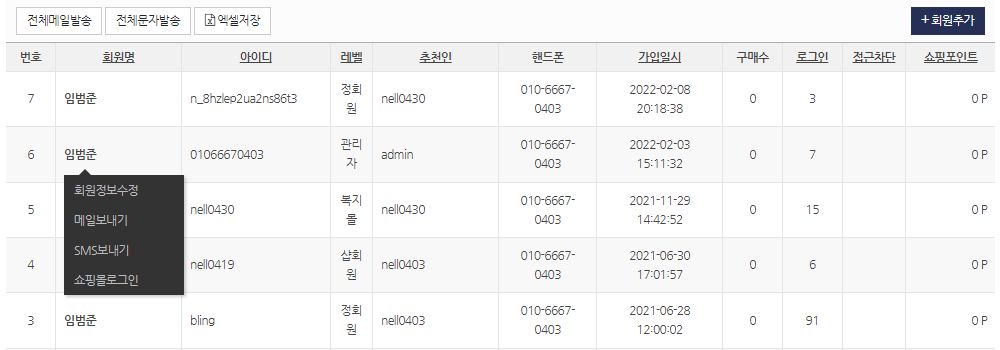 전체메일발송 전체문자발송 엑셀저장 +회원추가
번호 회원명 아이디 레벨 추천인 핸드폰 가입일시 구매수 로그인 접근차단 쇼핑포인트
7 임범준 n_8hzlep2ua2ns86t3 정회원 nell0430 010-6667-0403 2022-02-08 20:18:38 0 3 0 P
6 임범준 01066670403 관리자 admin 010-6667-0403 2022-02-03 15:11:32 0 7 0 P
회원정보수정
메일보내기
SMS보내기
쇼핑몰로그인
5 nell0430 복지몰 nell0430 010-6667-0403 2021-11-29 14:42:52 0 15 0 P
4 nell0419 샵회원 nell0403 010-6667-0403 2021-06-30 17:01:57 0 6 0 P
3 임범준 bling 정회원 nell0403 010-6667-0403 2021-06-28 12:00:02 0 91 0 P